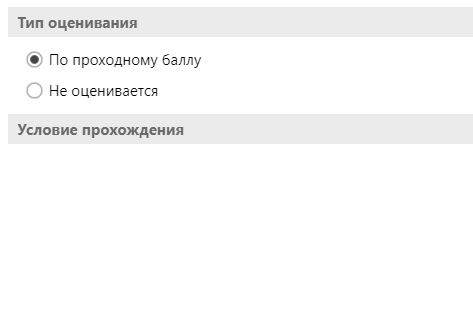 Тип оценивания
По проходному баллу
Не оценивается
Условие прохождения